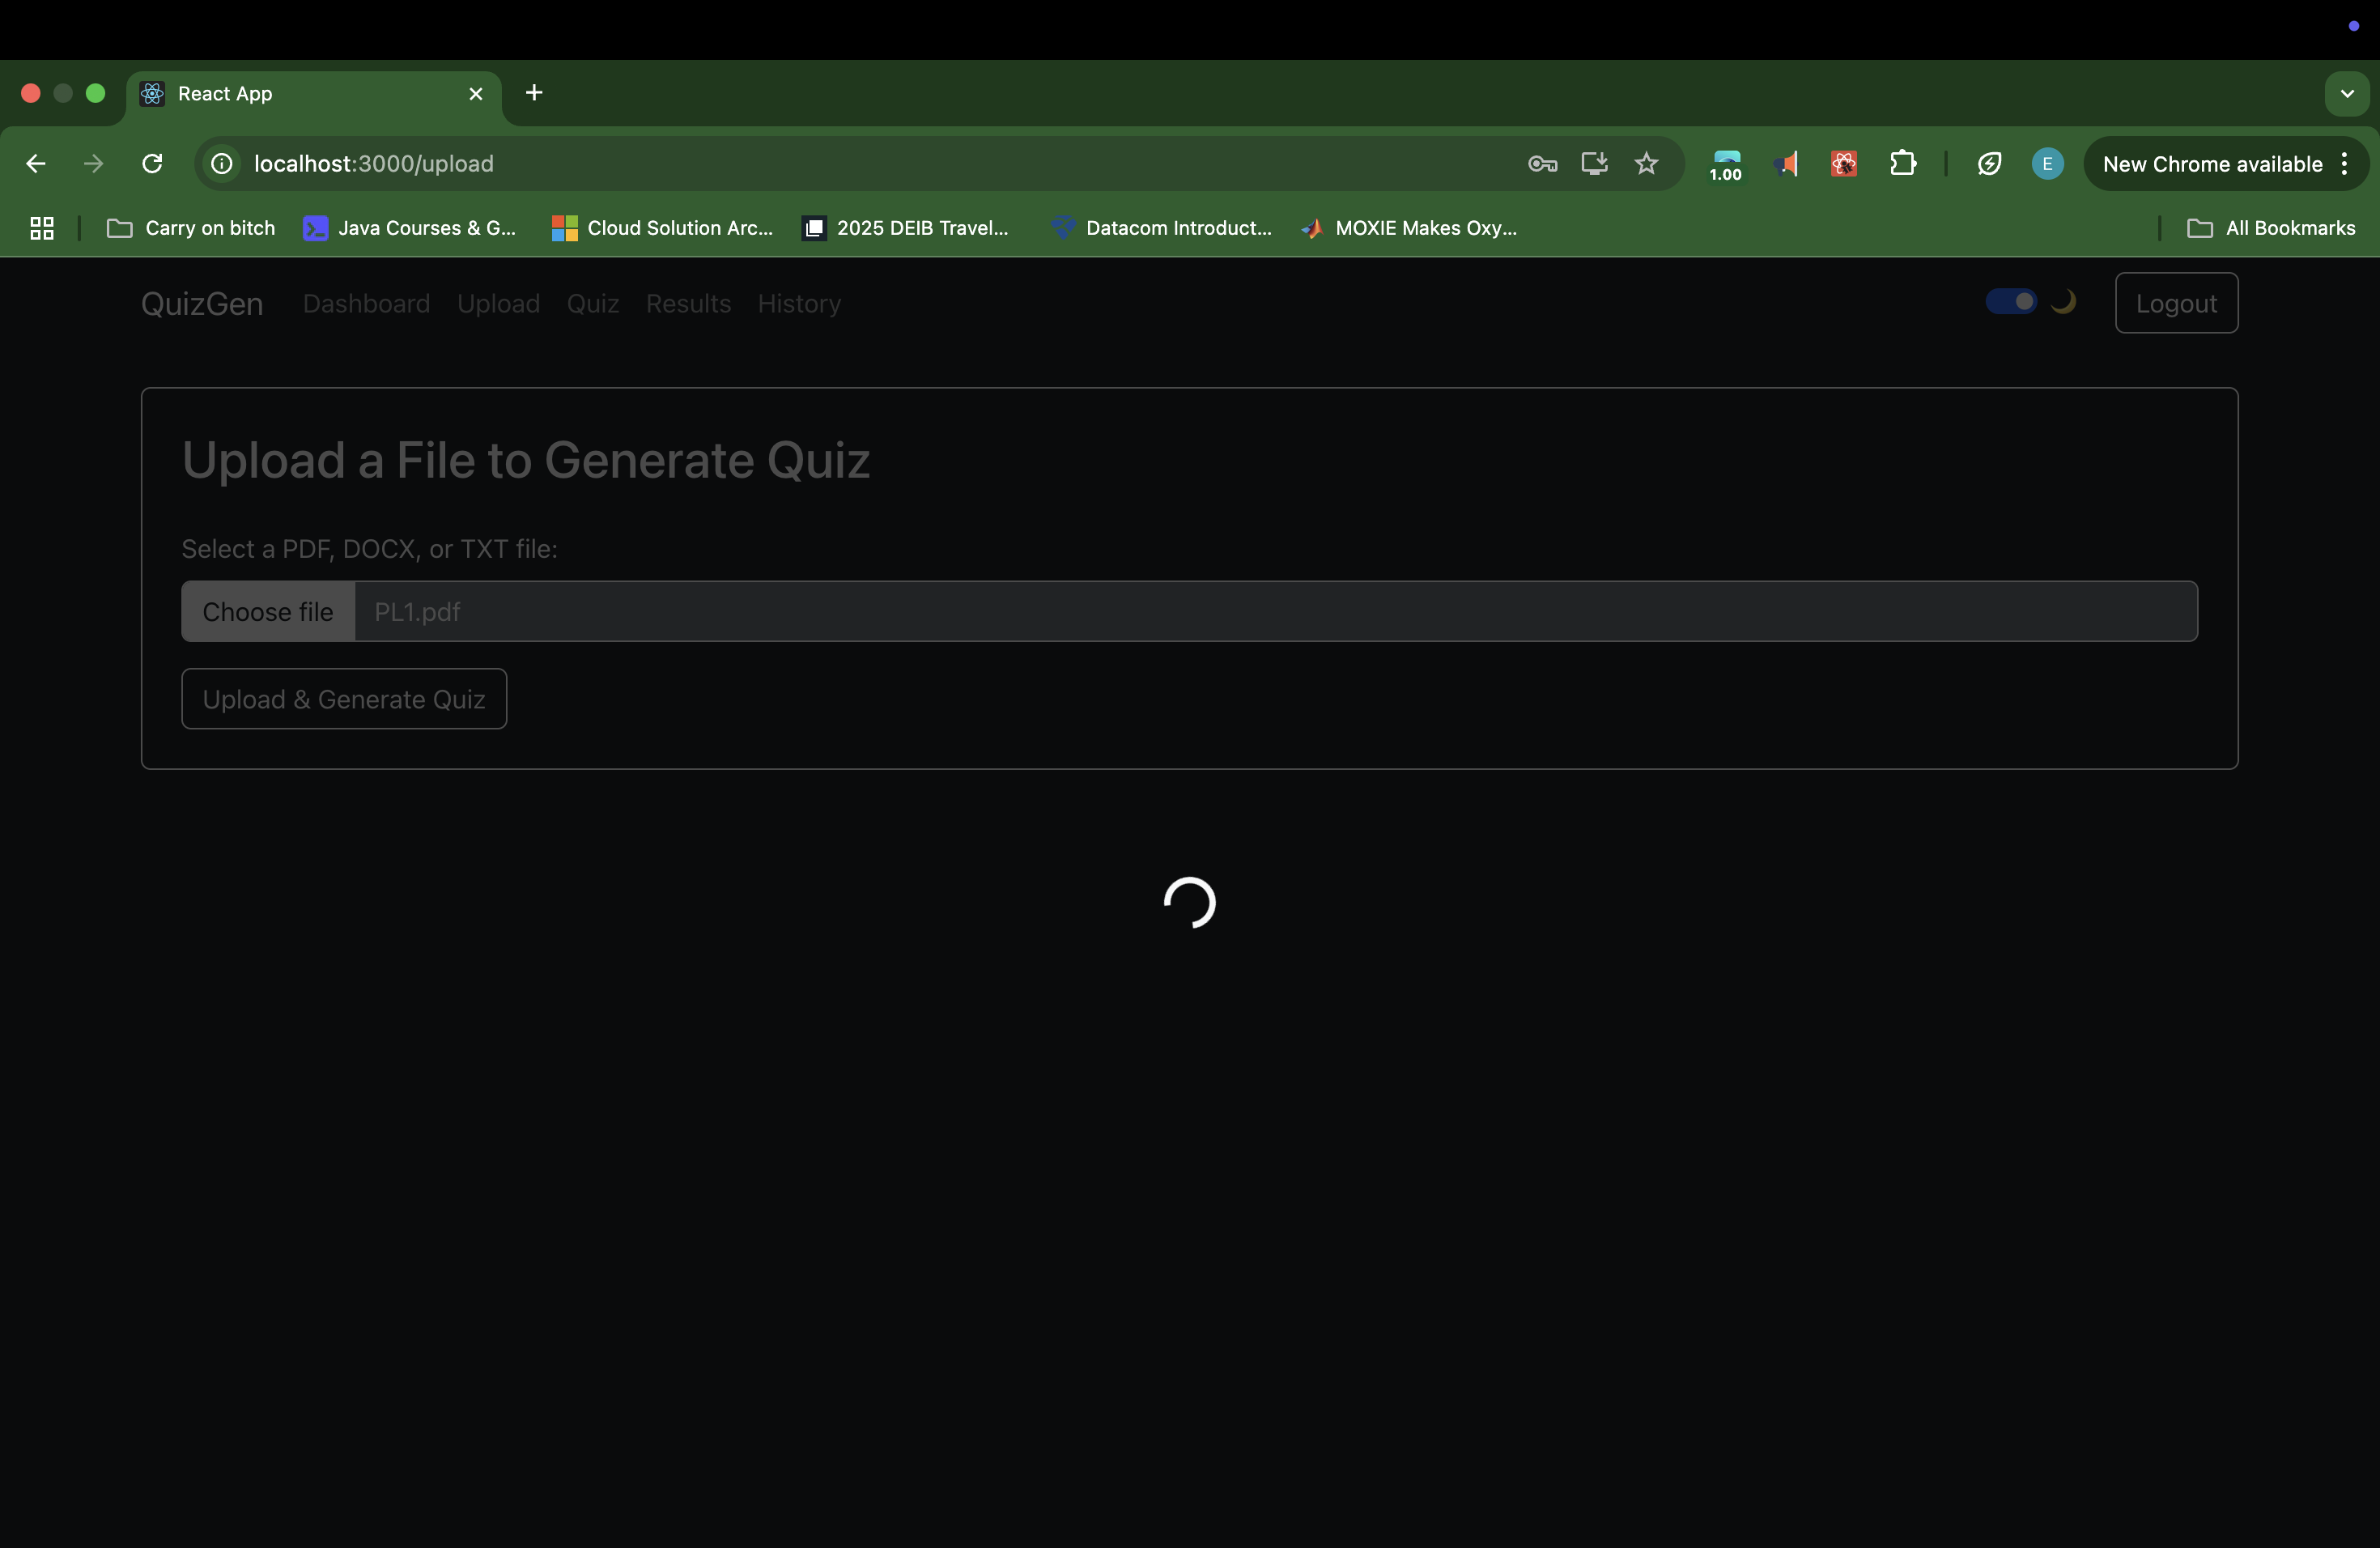 React App
localhost:3000/upload
1.00
E
New Chrome available
Carry on bitch
Java Courses & G...
Cloud Solution Arc...
2025 DEIB Travel...
Datacom Introduct...
MOXIE Makes Oxy...
All Bookmarks
QuizGen
Dashboard
Upload
Quiz
Results
History
Logout
Upload a File to Generate Quiz
Select a PDF, DOCX, or TXT file:
Choose file
PL1.pdf
Upload & Generate Quiz